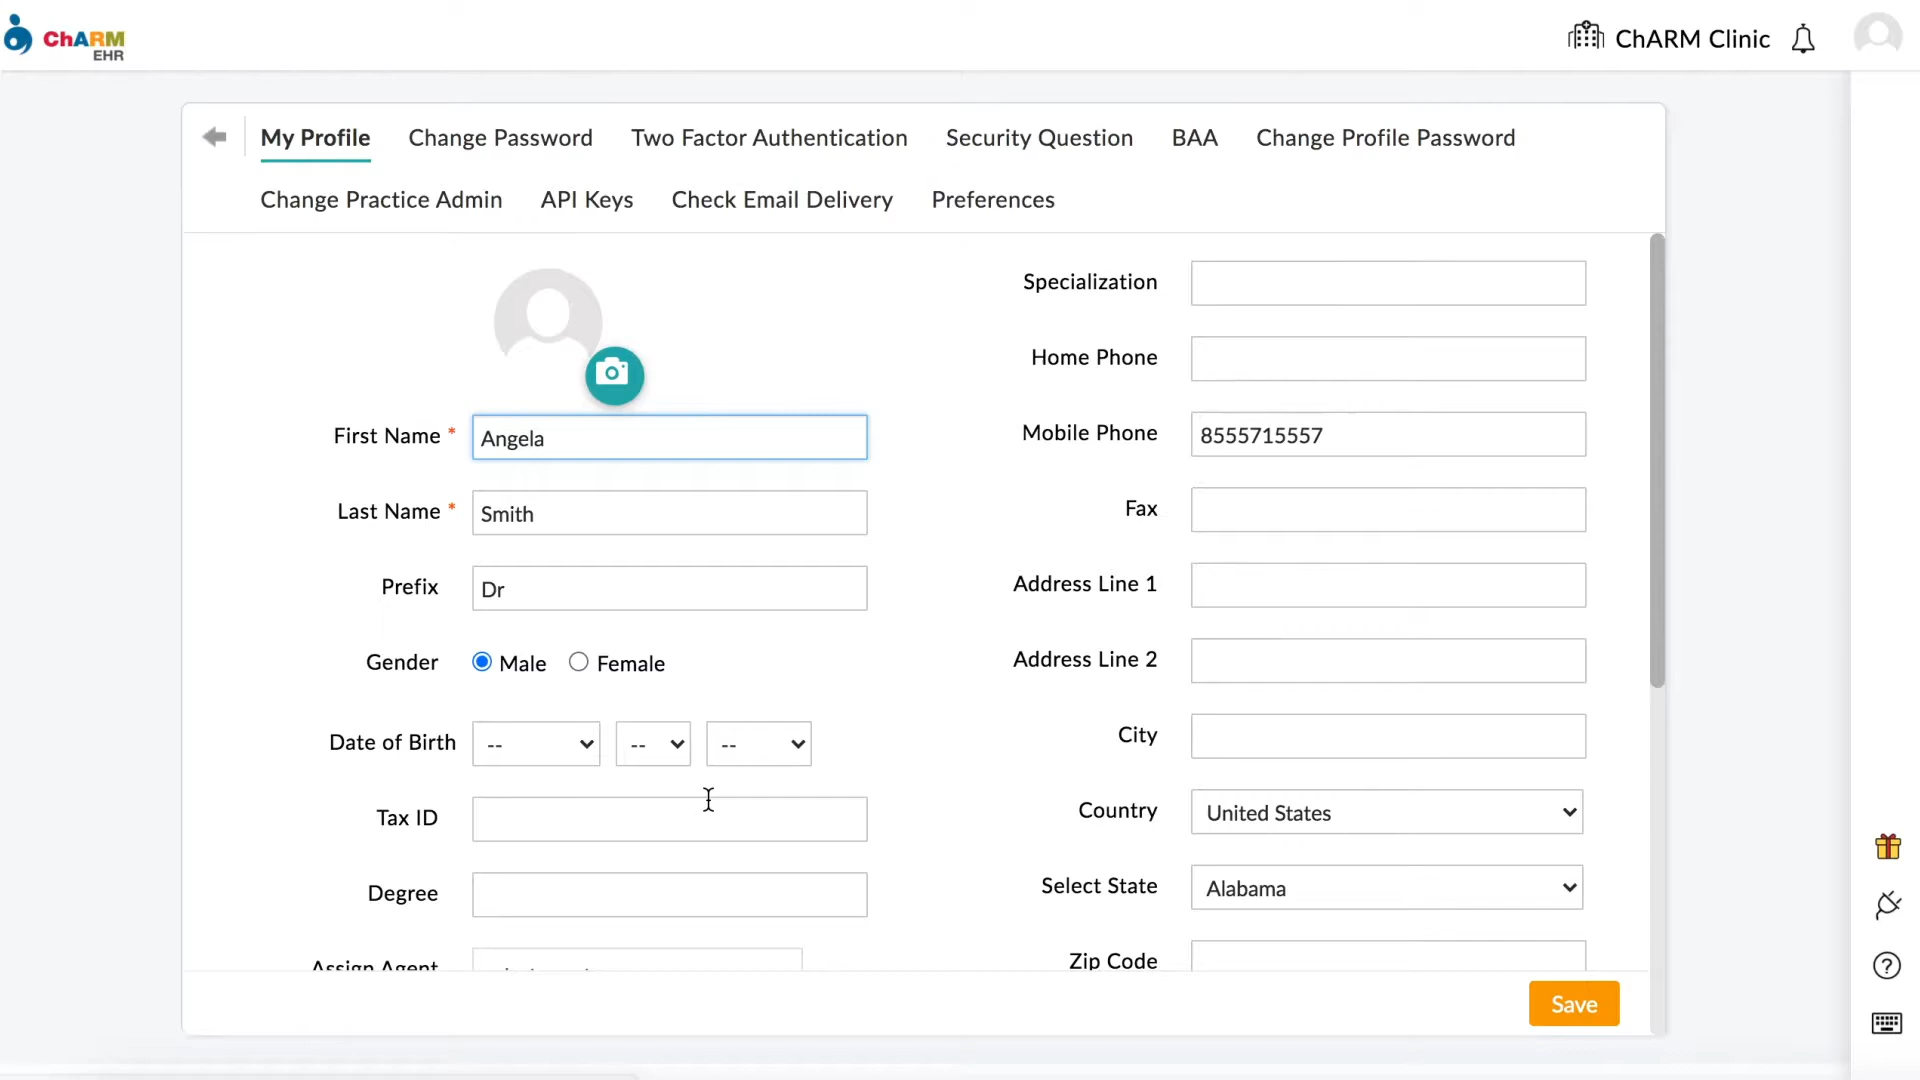 ChARM
EHR
ChARM Clinic
My Profile Change Password Two Factor Authentication Security Question BAA Change Profile Password
Change Practice Admin API Keys Check Email Delivery Preferences
First Name * Angela
Last Name * Smith
Prefix Dr
Gender Male Female
Date of Birth -- -- --
Tax ID
Degree
Assign Agent
Specialization
Home Phone
Mobile Phone 8555715557
Fax
Address Line 1
Address Line 2
City
Country United States
Select State Alabama
Zip Code
Save